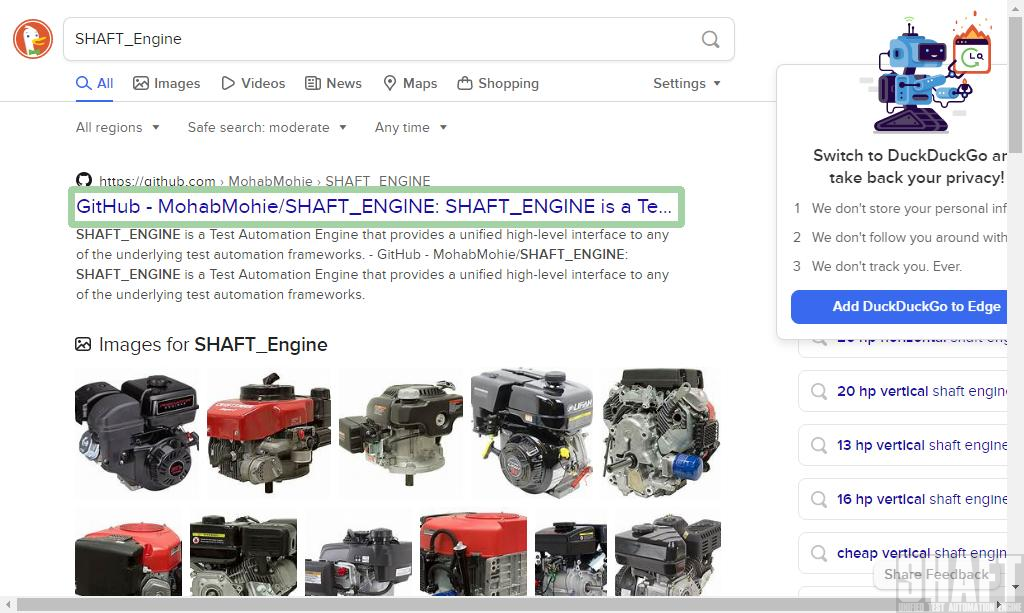 SHAFT_Engine
All Images Videos News Maps Shopping Settings
All regions Safe search: moderate Any time
https://github.com › MohabMohie › SHAFT_ENGINE
GitHub - MohabMohie/SHAFT_ENGINE: SHAFT_ENGINE is a Te...
SHAFT_ENGINE is a Test Automation Engine that provides a unified high-level interface to any
of the underlying test automation frameworks. - GitHub - MohabMohie/SHAFT_ENGINE:
SHAFT_ENGINE is a Test Automation Engine that provides a unified high-level interface to any
of the underlying test automation frameworks.
Images for SHAFT_Engine
LIFAN
Switch to DuckDuckGo an
take back your privacy!
1 We don't store your personal inf
2 We don't follow you around with
3 We don't track you. Ever.
Add DuckDuckGo to Edge
20 hp horizontal shaft eng
20 hp vertical shaft engine
13 hp vertical shaft engine
16 hp vertical shaft engine
cheap vertical shaft engin
Share Feedback
SHAFT